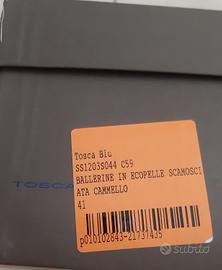 Tosca Blu
SS1203S044 C59
BALLERINE IN ECOPELLE SCAMOSCI
ATA CAMMELLO
41
TOSCA
p010102843-21737435
subito